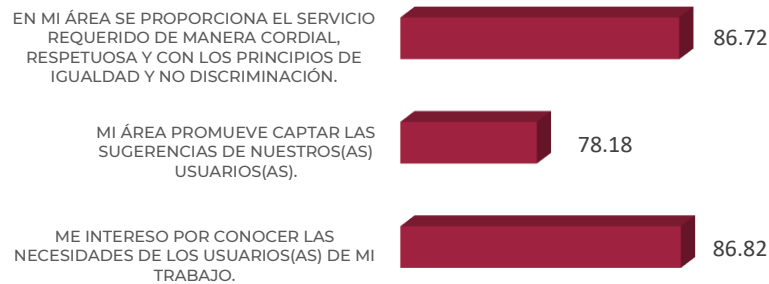 EN MI ÁREA SE PROPORCIONA EL SERVICIO
REQUERIDO DE MANERA CORDIAL,
RESPETUOSA Y CON LOS PRINCIPIOS DE
IGUALDAD Y NO DISCRIMINACIÓN.
86.72
MI ÁREA PROMUEVE CAPTAR LAS
SUGERENCIAS DE NUESTROS(AS)
USUARIOS(AS).
78.18
ME INTERESO POR CONOCER LAS
NECESIDADES DE LOS USUARIOS(AS) DE MI
TRABAJO.
86.82